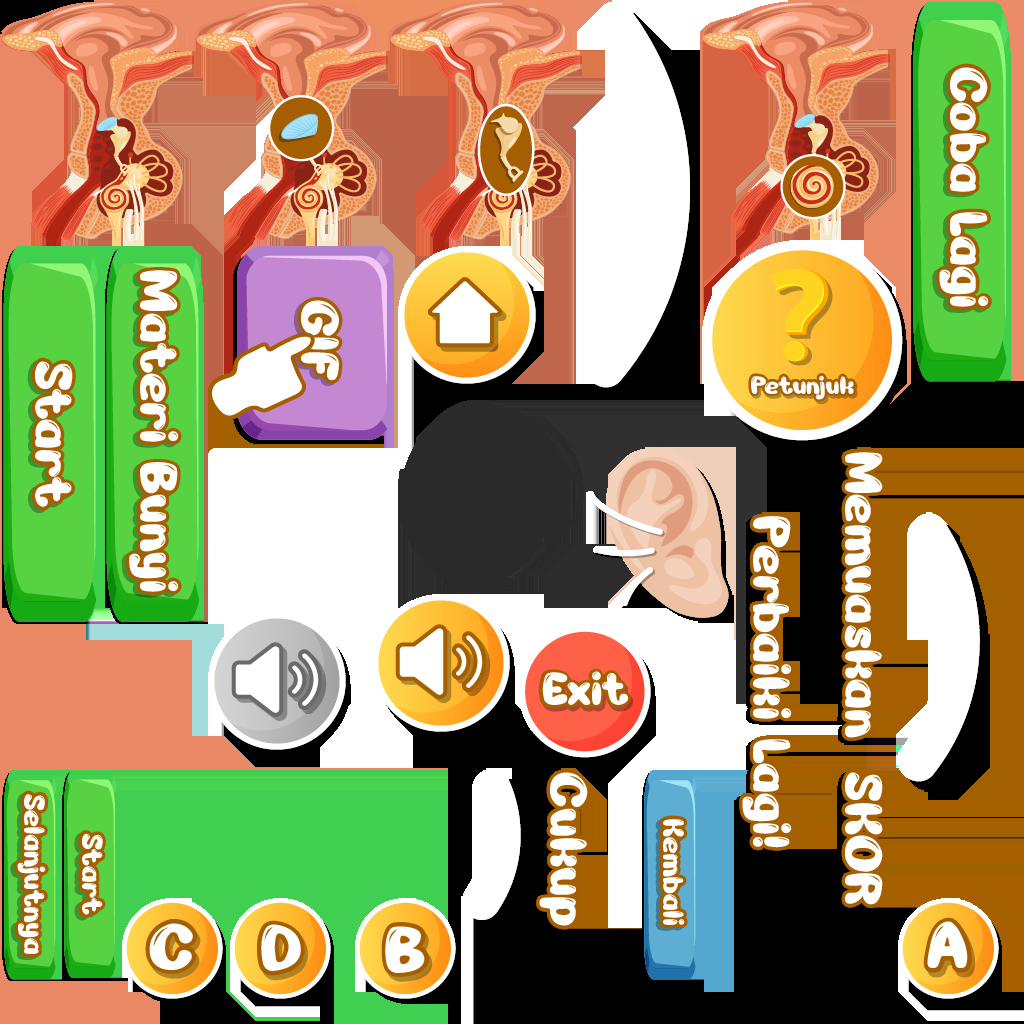 Coba Lagi
Start
Materi Bunyi
GIF
?
Petunjuk
Memuaskan
Perbaiki Lagi!
Exit
SKOR
Selanjutnya
Start
Cukup
Kembali
C
D
B
A